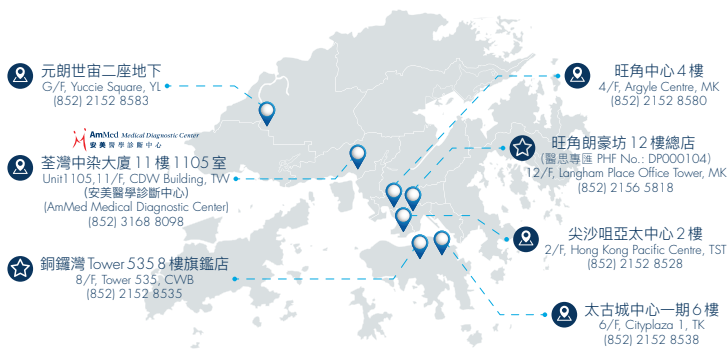 元朗世宙二座地下
G/F, Yuccie Square, YL
(852) 2152 8583
AmMed Medical Diagnostic Center
安美醫學診斷中心
荃灣中染大廈11樓1105室
Unit1105,11/F, CDW Building, TW
(安美醫學診斷中心)
(AmMed Medical Diagnostic Center)
(852) 3168 8098
銅鑼灣Tower 535 8樓旗鑑店
8/F, Tower 535, CWB
(852) 2152 8535
旺角中心4樓
4/F, Argyle Centre, MK
(852) 2152 8580
旺角朗豪坊12樓總店
(醫思專匯 PHF No.: DP000104)
12/F, Langham Place Office Tower, MK
(852) 2156 5818
尖沙咀亞太中心2樓
2/F, Hong Kong Pacific Centre, TST
(852) 2152 8528
太古城中心一期6樓
6/F, Cityplaza 1, TK
(852) 2152 8538